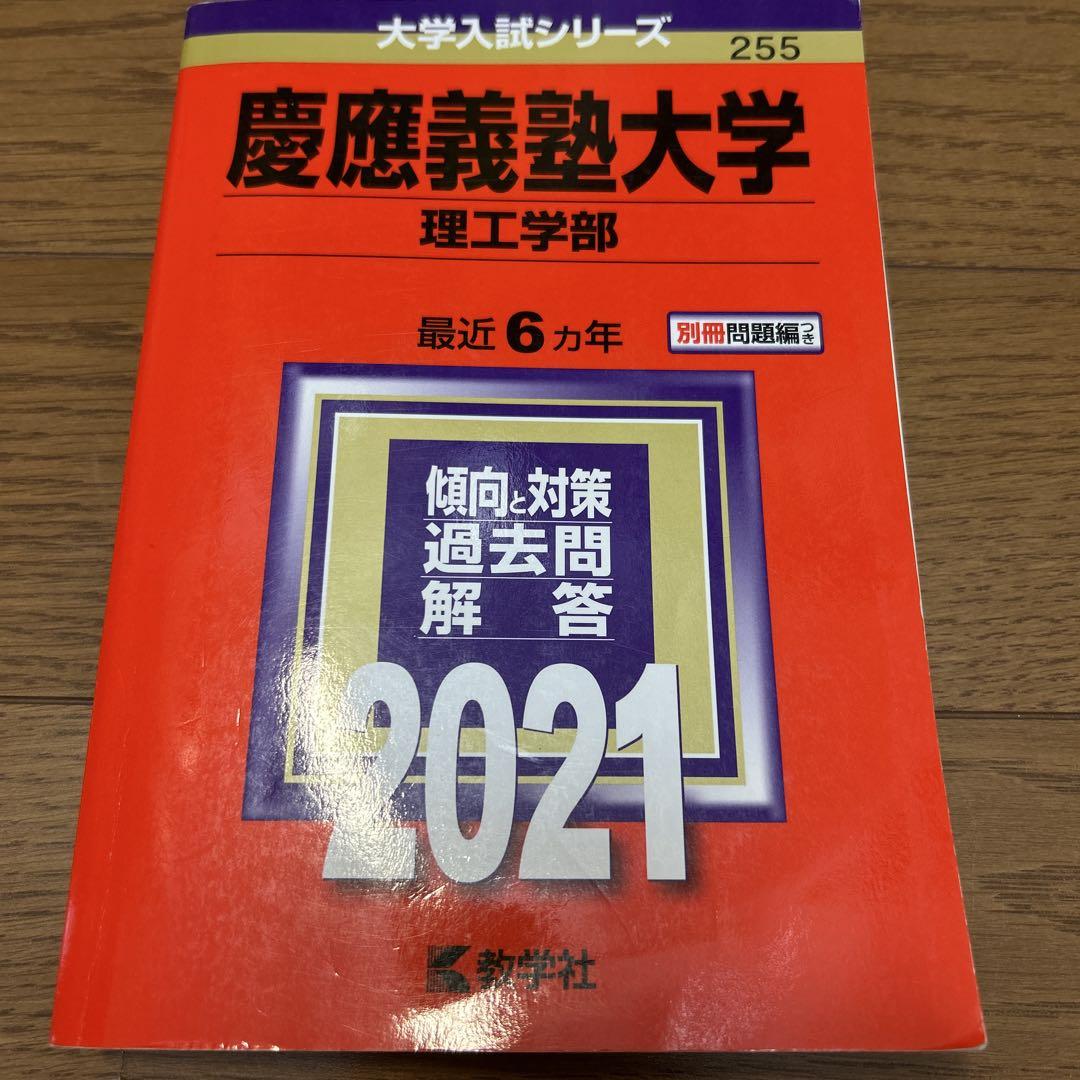 大学入試シリーズ
255
慶應義塾大学
理工学部
最近6カ年
別冊問題編つき
傾向と対策
過去問
解答
2021
教学社